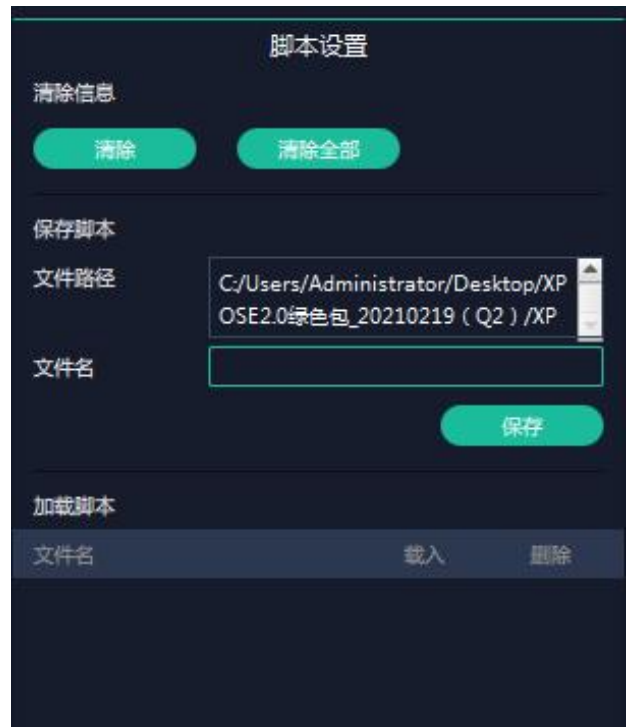 脚本设置
清除信息
清除 清除全部
保存脚本
文件路径 C:/Users/Administrator/Desktop/XP
OSE2.0绿色包_20210219（Q2）/XP
文件名
保存
加载脚本
文件名 载入 删除